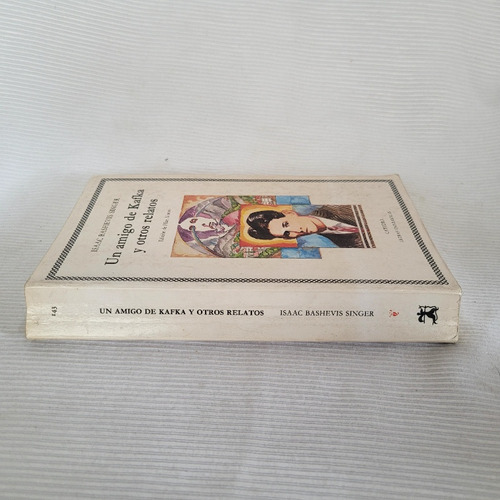 ISAAC BASHEVIS SINGER
Un amigo de Kafka
y otros relatos
143
UN AMIGO DE KAFKA Y OTROS RELATOS
ISAAC BASHEVIS SINGER